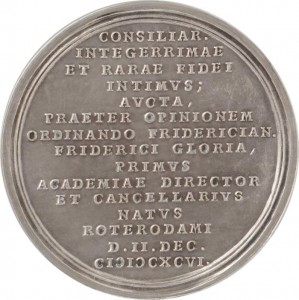 CONSILIAR.
INTEGERRIMAE
ET RARAE FIDEI
INTIMVS;
AVCTA,
PRAETER OPINIONEM
ORDINANDO FRIDERICIAN.
FRIDERICI GLORIA,
PRIMVS
ACADEMIAE DIRECTOR
ET CANCELLARIVS
NATVS
ROTERODAMI
D. II. DEC.
CIↃIOCXCVI.